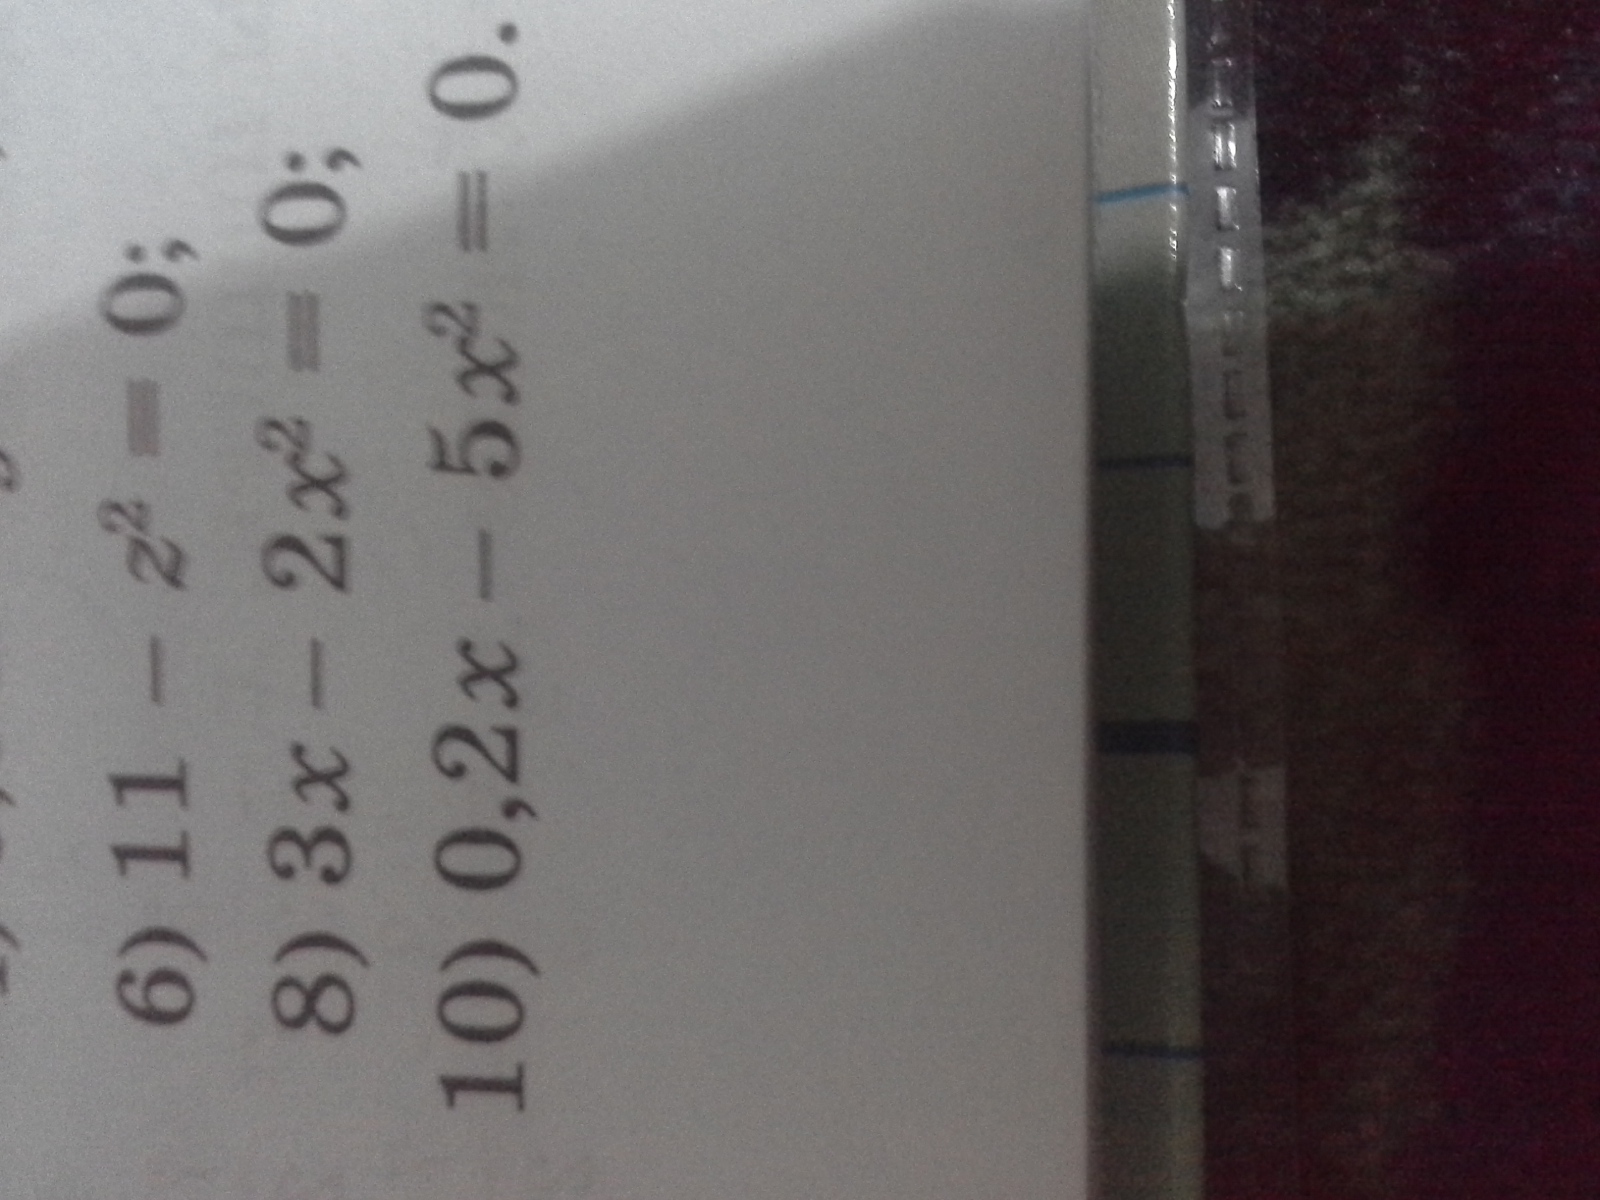 6) 11 − z² = 0;
8) 3x − 2x² = 0;
10) 0,2x − 5x² = 0.